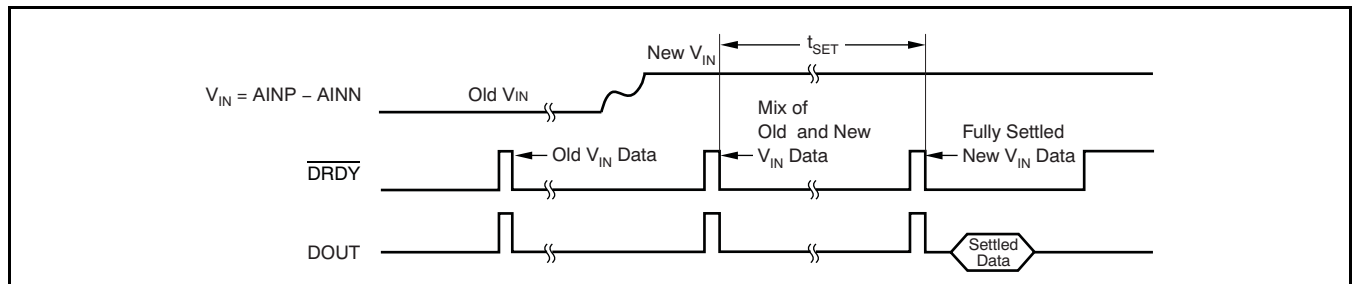 New V_IN
t_SET
V_IN = AINP − AINN
Old VIN
Mix of
Old and New
V_IN Data
Fully Settled
New V_IN Data
Old V_IN Data
DRDY
DOUT
Settled
Data